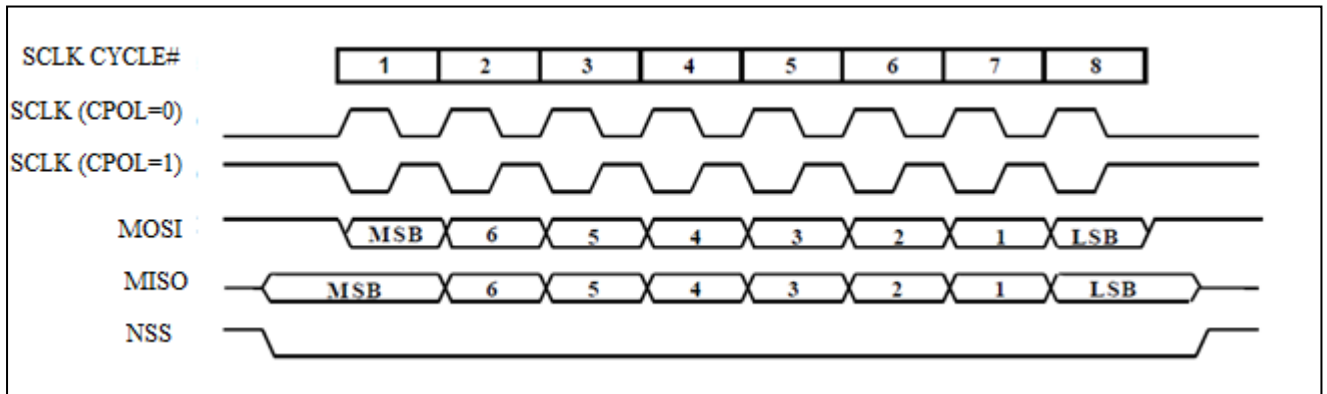 SCLK CYCLE# 1 2 3 4 5 6 7 8
SCLK (CPOL=0)
SCLK (CPOL=1)
MOSI MSB 6 5 4 3 2 1 LSB
MISO MSB 6 5 4 3 2 1 LSB
NSS